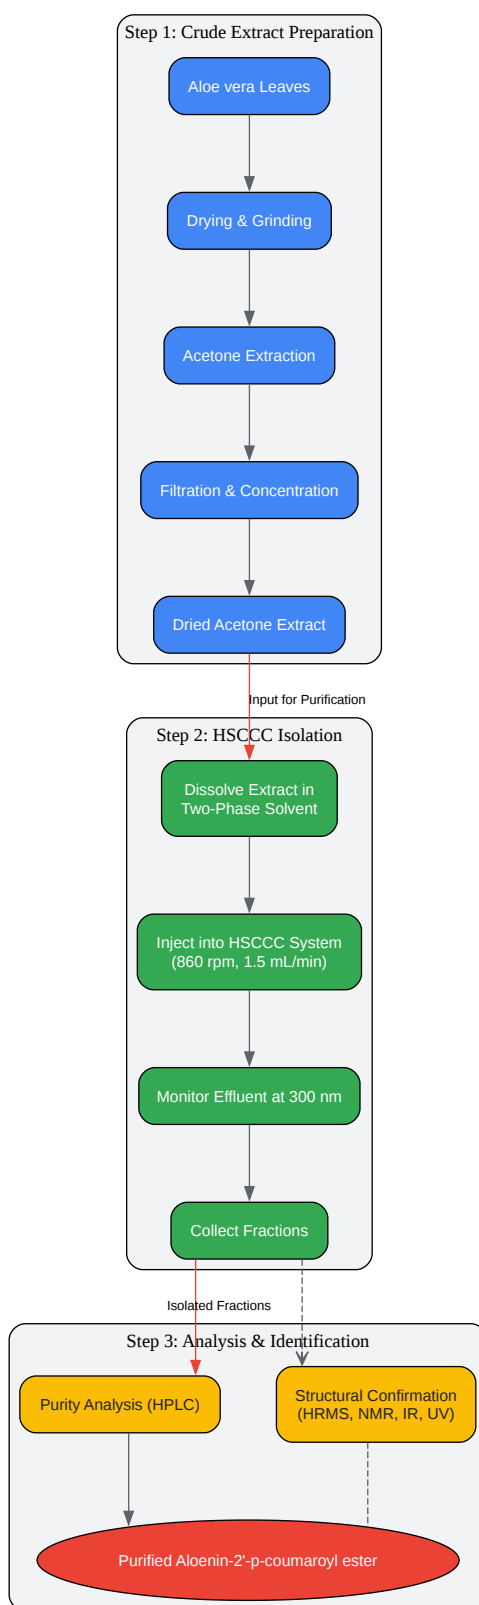 Step 1: Crude Extract Preparation
Aloe vera Leaves
Drying & Grinding
Acetone Extraction
Filtration & Concentration
Dried Acetone Extract
Input for Purification
Step 2: HSCCC Isolation
Dissolve Extract in
Two-Phase Solvent
Inject into HSCCC System
(860 rpm, 1.5 mL/min)
Monitor Effluent at 300 nm
Collect Fractions
Isolated Fractions
Step 3: Analysis & Identification
Purity Analysis (HPLC)
Structural Confirmation
(HRMS, NMR, IR, UV)
Purified Aloenin-2'-p-coumaroyl ester